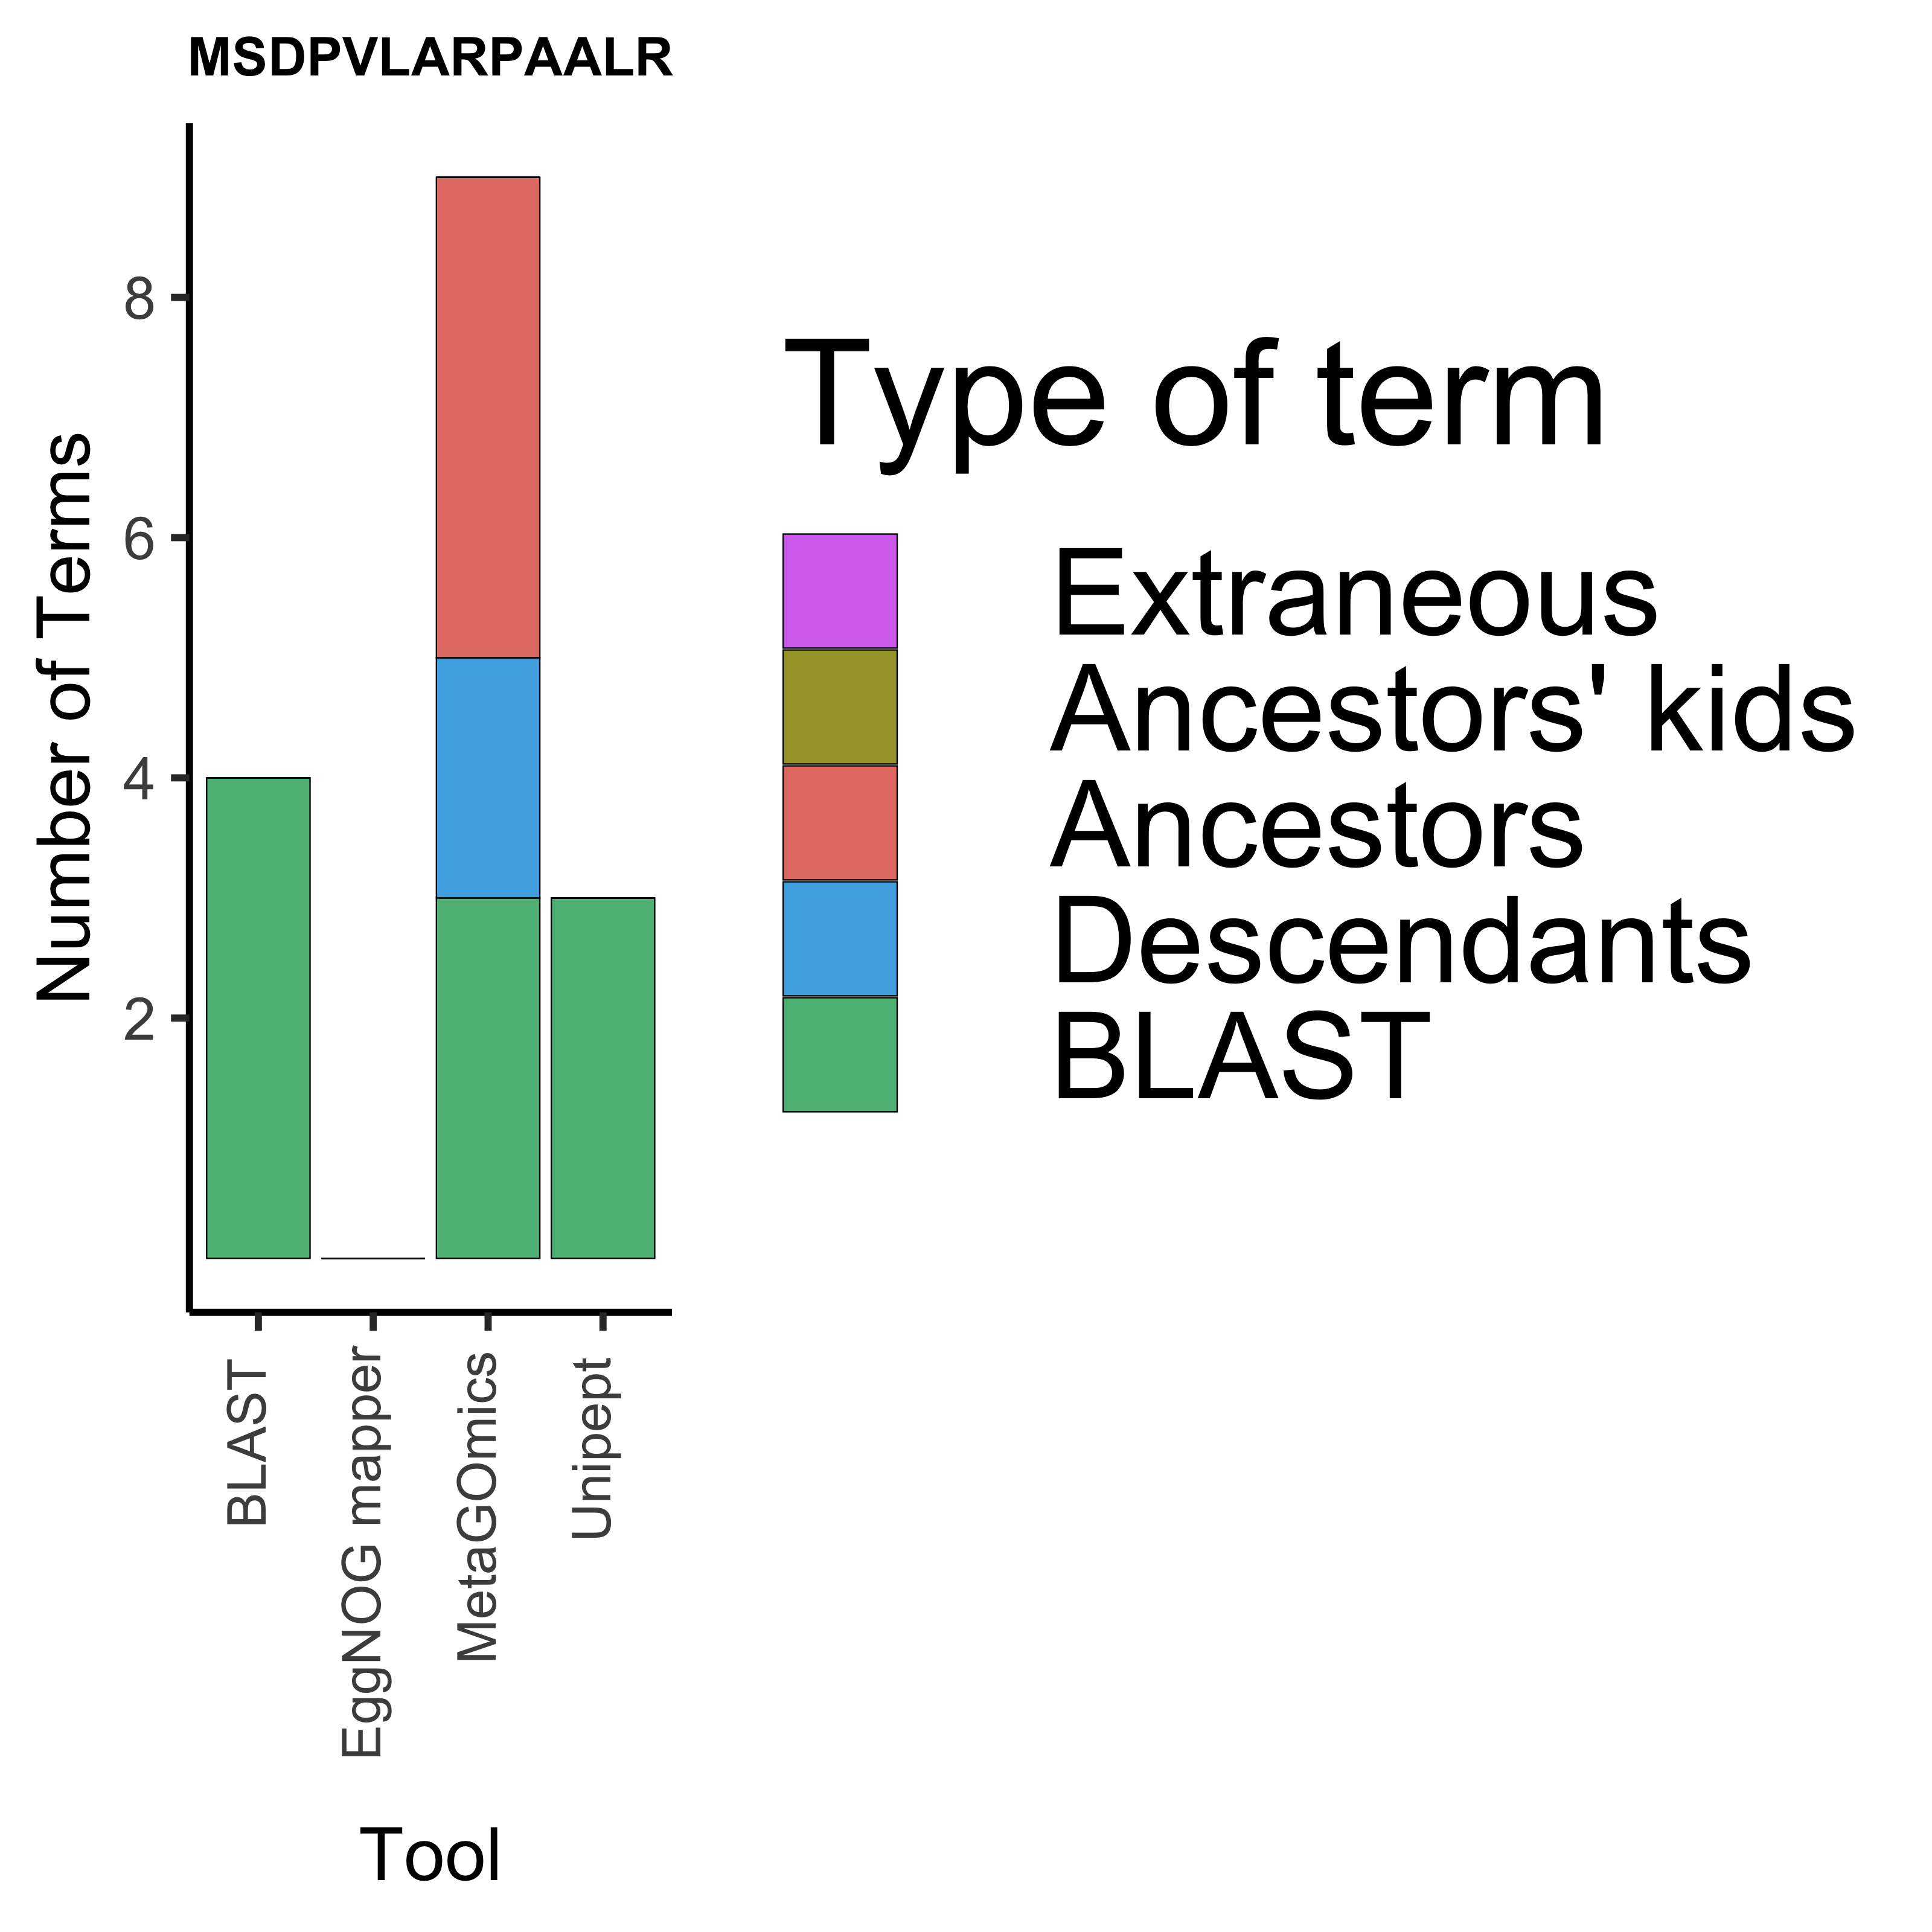 MSDPVLARPAALR
Number of Terms
8
6
4
2
BLAST
EggNOG mapper
MetaGOmics
Unipept
Tool
Type of term
Extraneous
Ancestors' kids
Ancestors
Descendants
BLAST